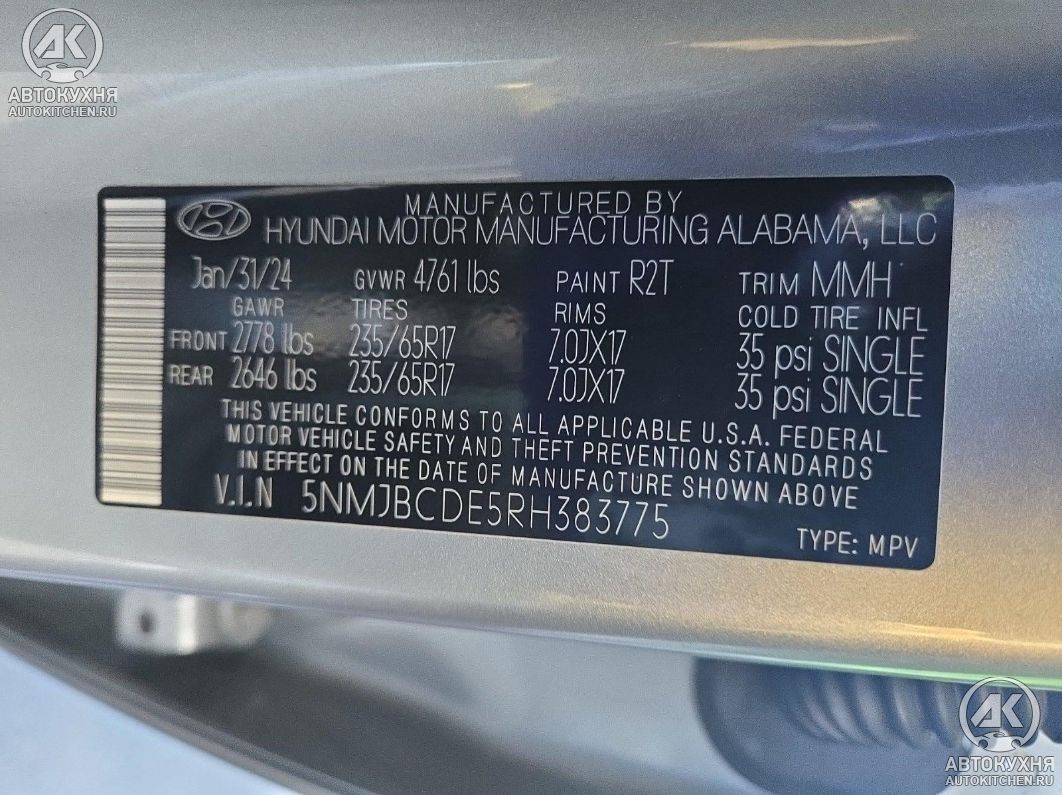 АК
АВТОКУХНЯ
AUTOKITCHEN.RU
MANUFACTURED BY
HYUNDAI MOTOR MANUFACTURING ALABAMA, LLC
Jan/31/24 GVWR 4761 lbs PAINT R2T TRIM MMH
GAWR TIRES RIMS COLD TIRE INFL
FRONT 2778 lbs 235/65R17 7.0JX17 35 psi SINGLE
REAR 2646 lbs 235/65R17 7.0JX17 35 psi SINGLE
THIS VEHICLE CONFORMS TO ALL APPLICABLE U.S.A. FEDERAL
MOTOR VEHICLE SAFETY AND THEFT PREVENTION STANDARDS
IN EFFECT ON THE DATE OF MANUFACTURE SHOWN ABOVE
V.I.N 5NMJBCDE5RH383775
TYPE: MPV
АК
АВТОКУХНЯ
AUTOKITCHEN.RU